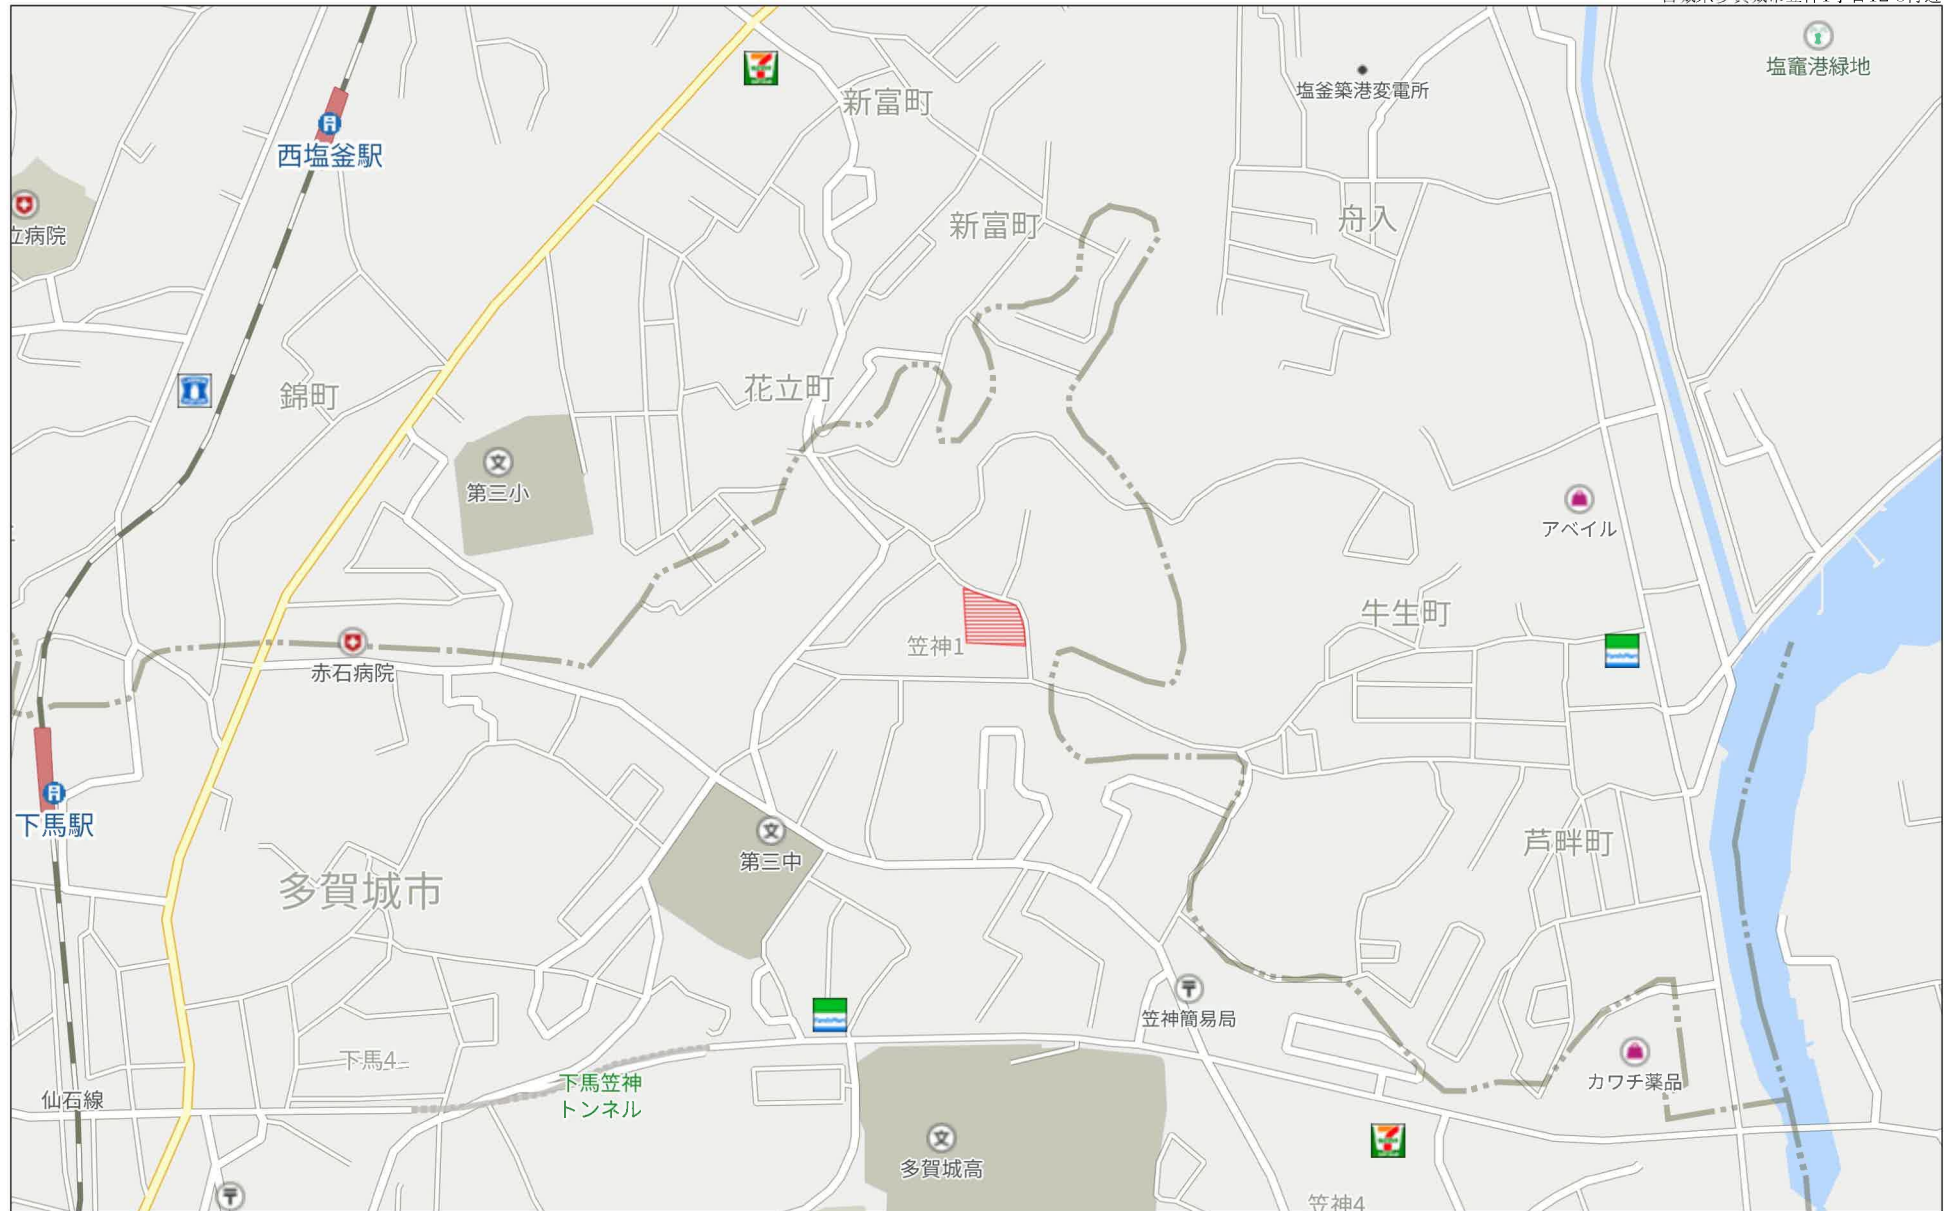 塩竈港緑地
塩釜築港変電所
新富町
西塩釜駅
立病院
新富町
舟入
花立町
錦町
第三小
アベイル
牛生町
笠神1
赤石病院
下馬駅
第三中
芦畔町
多賀城市
笠神簡易局
下馬4
カワチ薬品
下馬笠神
トンネル
仙石線
多賀城高
笠神4